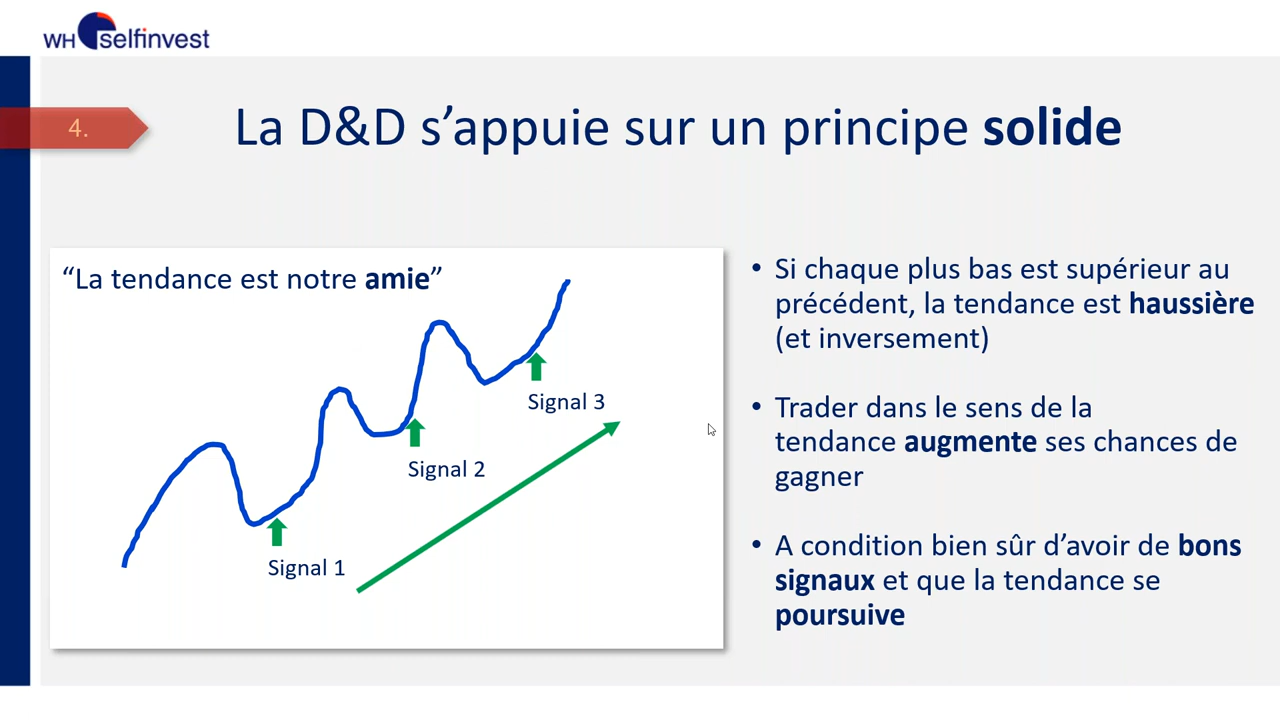 WH selfinvest
4.
La D&D s’appuie sur un principe solide
“La tendance est notre amie”
Signal 3
Signal 2
Signal 1
• Si chaque plus bas est supérieur au
précédent, la tendance est haussière
(et inversement)
• Trader dans le sens de la
tendance augmente ses chances de
gagner
• A condition bien sûr d’avoir de bons
signaux et que la tendance se
poursuive